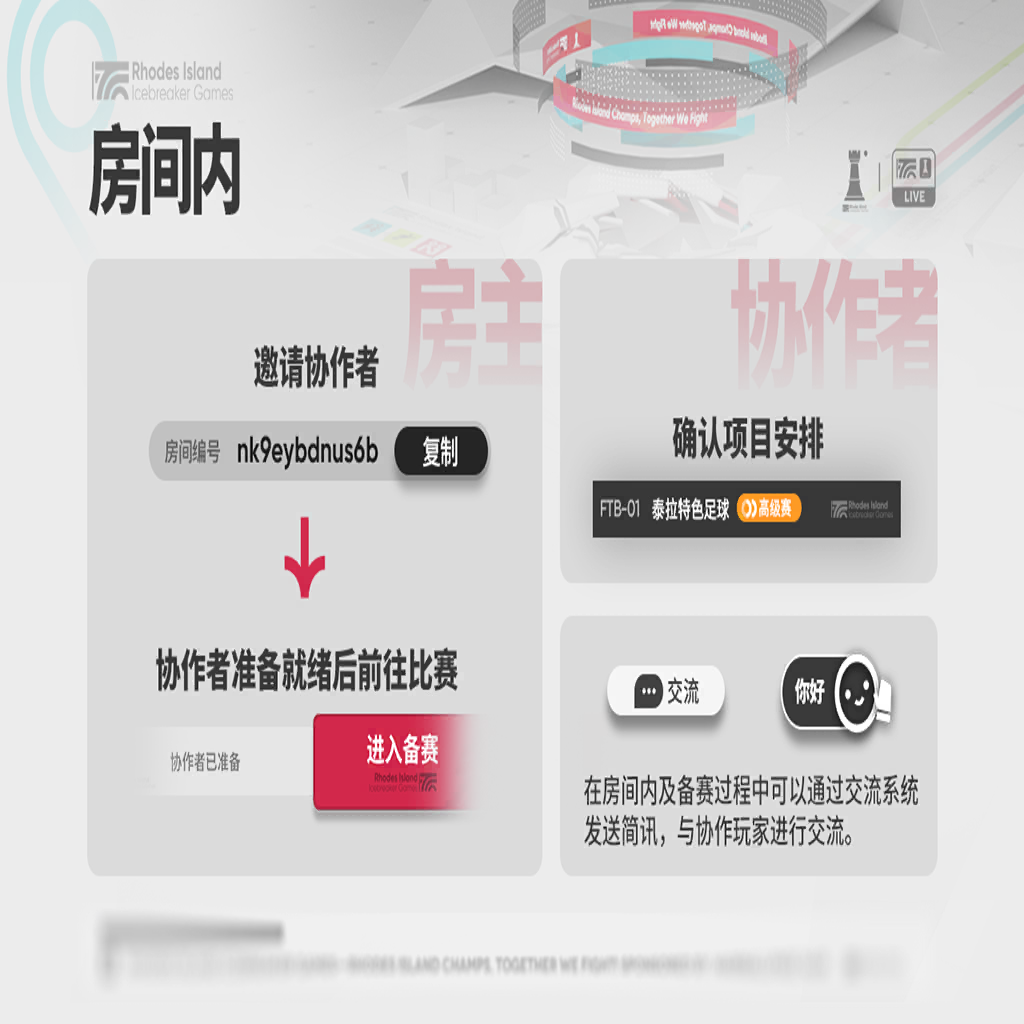 Rhodes Island
Icebreaker Games
Rhodes Island Champs, Together We Fight
Rhodes Island Champs, Together We Fight
房间内
LIVE
房主
邀请协作者
房间编号 nk9eybdnus6b 复制
协作者准备就绪后前往比赛
协作者已准备 进入备赛
Rhodes Island
Icebreaker Games
协作者
确认项目安排
FTB-01 泰拉特色足球 高级赛 Rhodes Island
Icebreaker Games
交流 你好
在房间内及备赛过程中可以通过交流系统
发送简讯，与协作玩家进行交流。
RHODES ISLAND CHAMPS, TOGETHER WE FIGHT